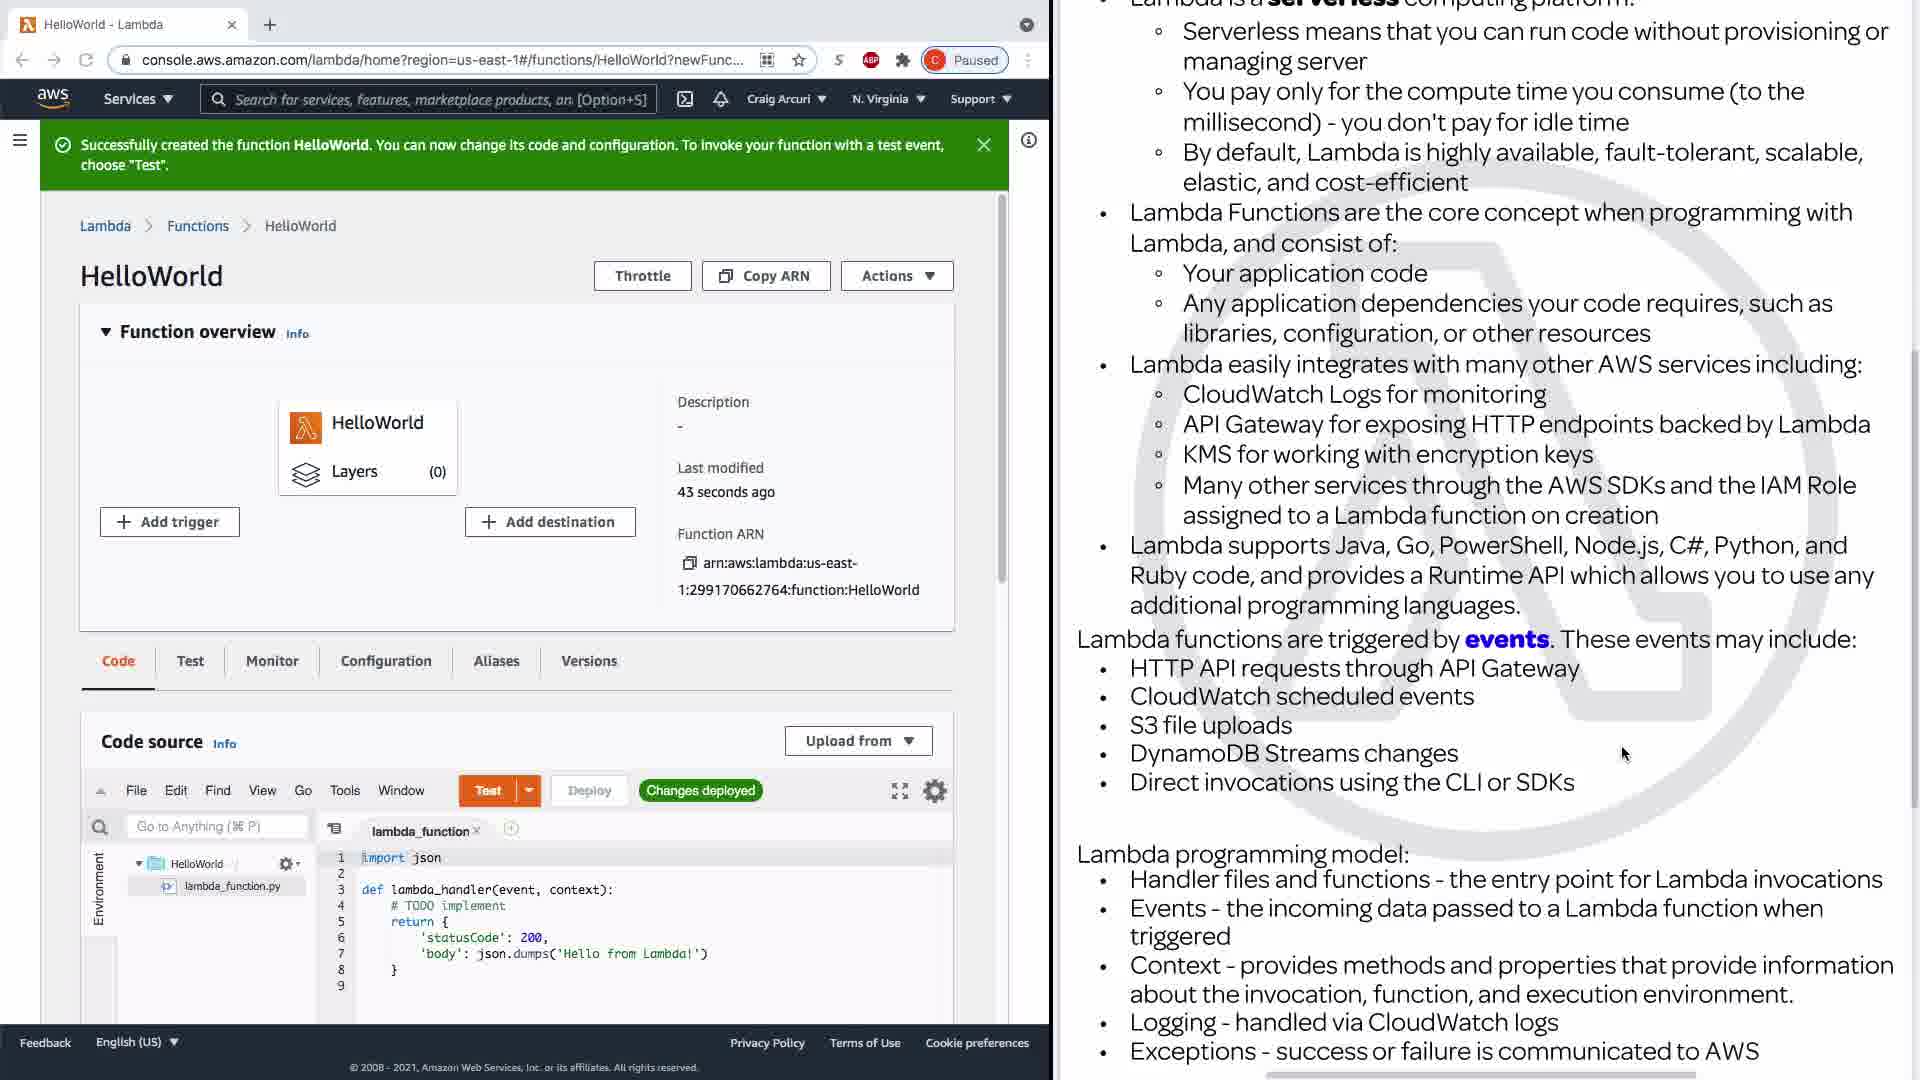 HelloWorld - Lambda
console.aws.amazon.com/lambda/home?region=us-east-1#/functions/HelloWorld?newFunc...
S
ABP
C Paused
aws
Services
Search for services, features, marketplace products, an [Option+S]
Craig Arcuri
N. Virginia
Support
Successfully created the function HelloWorld. You can now change its code and configuration. To invoke your function with a test event,
choose "Test".
Lambda > Functions > HelloWorld
HelloWorld
Throttle
Copy ARN
Actions
Function overview Info
HelloWorld
Layers (0)
+ Add trigger
+ Add destination
Description
-
Last modified
43 seconds ago
Function ARN
arn:aws:lambda:us-east-
1:299170662764:function:HelloWorld
Code
Test
Monitor
Configuration
Aliases
Versions
Code source Info
Upload from
File Edit Find View Go Tools Window
Test
Deploy
Changes deployed
Go to Anything (⌘ P)
lambda_function
Environment
HelloWorld /
lambda_function.py
1 import json
2
3 def lambda_handler(event, context):
4 # TODO implement
5 return {
6 'statusCode': 200,
7 'body': json.dumps('Hello from Lambda!')
8 }
9
Feedback English (US)
Privacy Policy Terms of Use Cookie preferences
© 2008 - 2021, Amazon Web Services, Inc. or its affiliates. All rights reserved.
• Lambda is a serverless computing platform.
◦ Serverless means that you can run code without provisioning or
managing server
◦ You pay only for the compute time you consume (to the
millisecond) - you don't pay for idle time
◦ By default, Lambda is highly available, fault-tolerant, scalable,
elastic, and cost-efficient
• Lambda Functions are the core concept when programming with
Lambda, and consist of:
◦ Your application code
◦ Any application dependencies your code requires, such as
libraries, configuration, or other resources
• Lambda easily integrates with many other AWS services including:
◦ CloudWatch Logs for monitoring
◦ API Gateway for exposing HTTP endpoints backed by Lambda
◦ KMS for working with encryption keys
◦ Many other services through the AWS SDKs and the IAM Role
assigned to a Lambda function on creation
• Lambda supports Java, Go, PowerShell, Node.js, C#, Python, and
Ruby code, and provides a Runtime API which allows you to use any
additional programming languages.
Lambda functions are triggered by events. These events may include:
• HTTP API requests through API Gateway
• CloudWatch scheduled events
• S3 file uploads
• DynamoDB Streams changes
• Direct invocations using the CLI or SDKs
Lambda programming model:
• Handler files and functions - the entry point for Lambda invocations
• Events - the incoming data passed to a Lambda function when
triggered
• Context - provides methods and properties that provide information
about the invocation, function, and execution environment.
• Logging - handled via CloudWatch logs
• Exceptions - success or failure is communicated to AWS